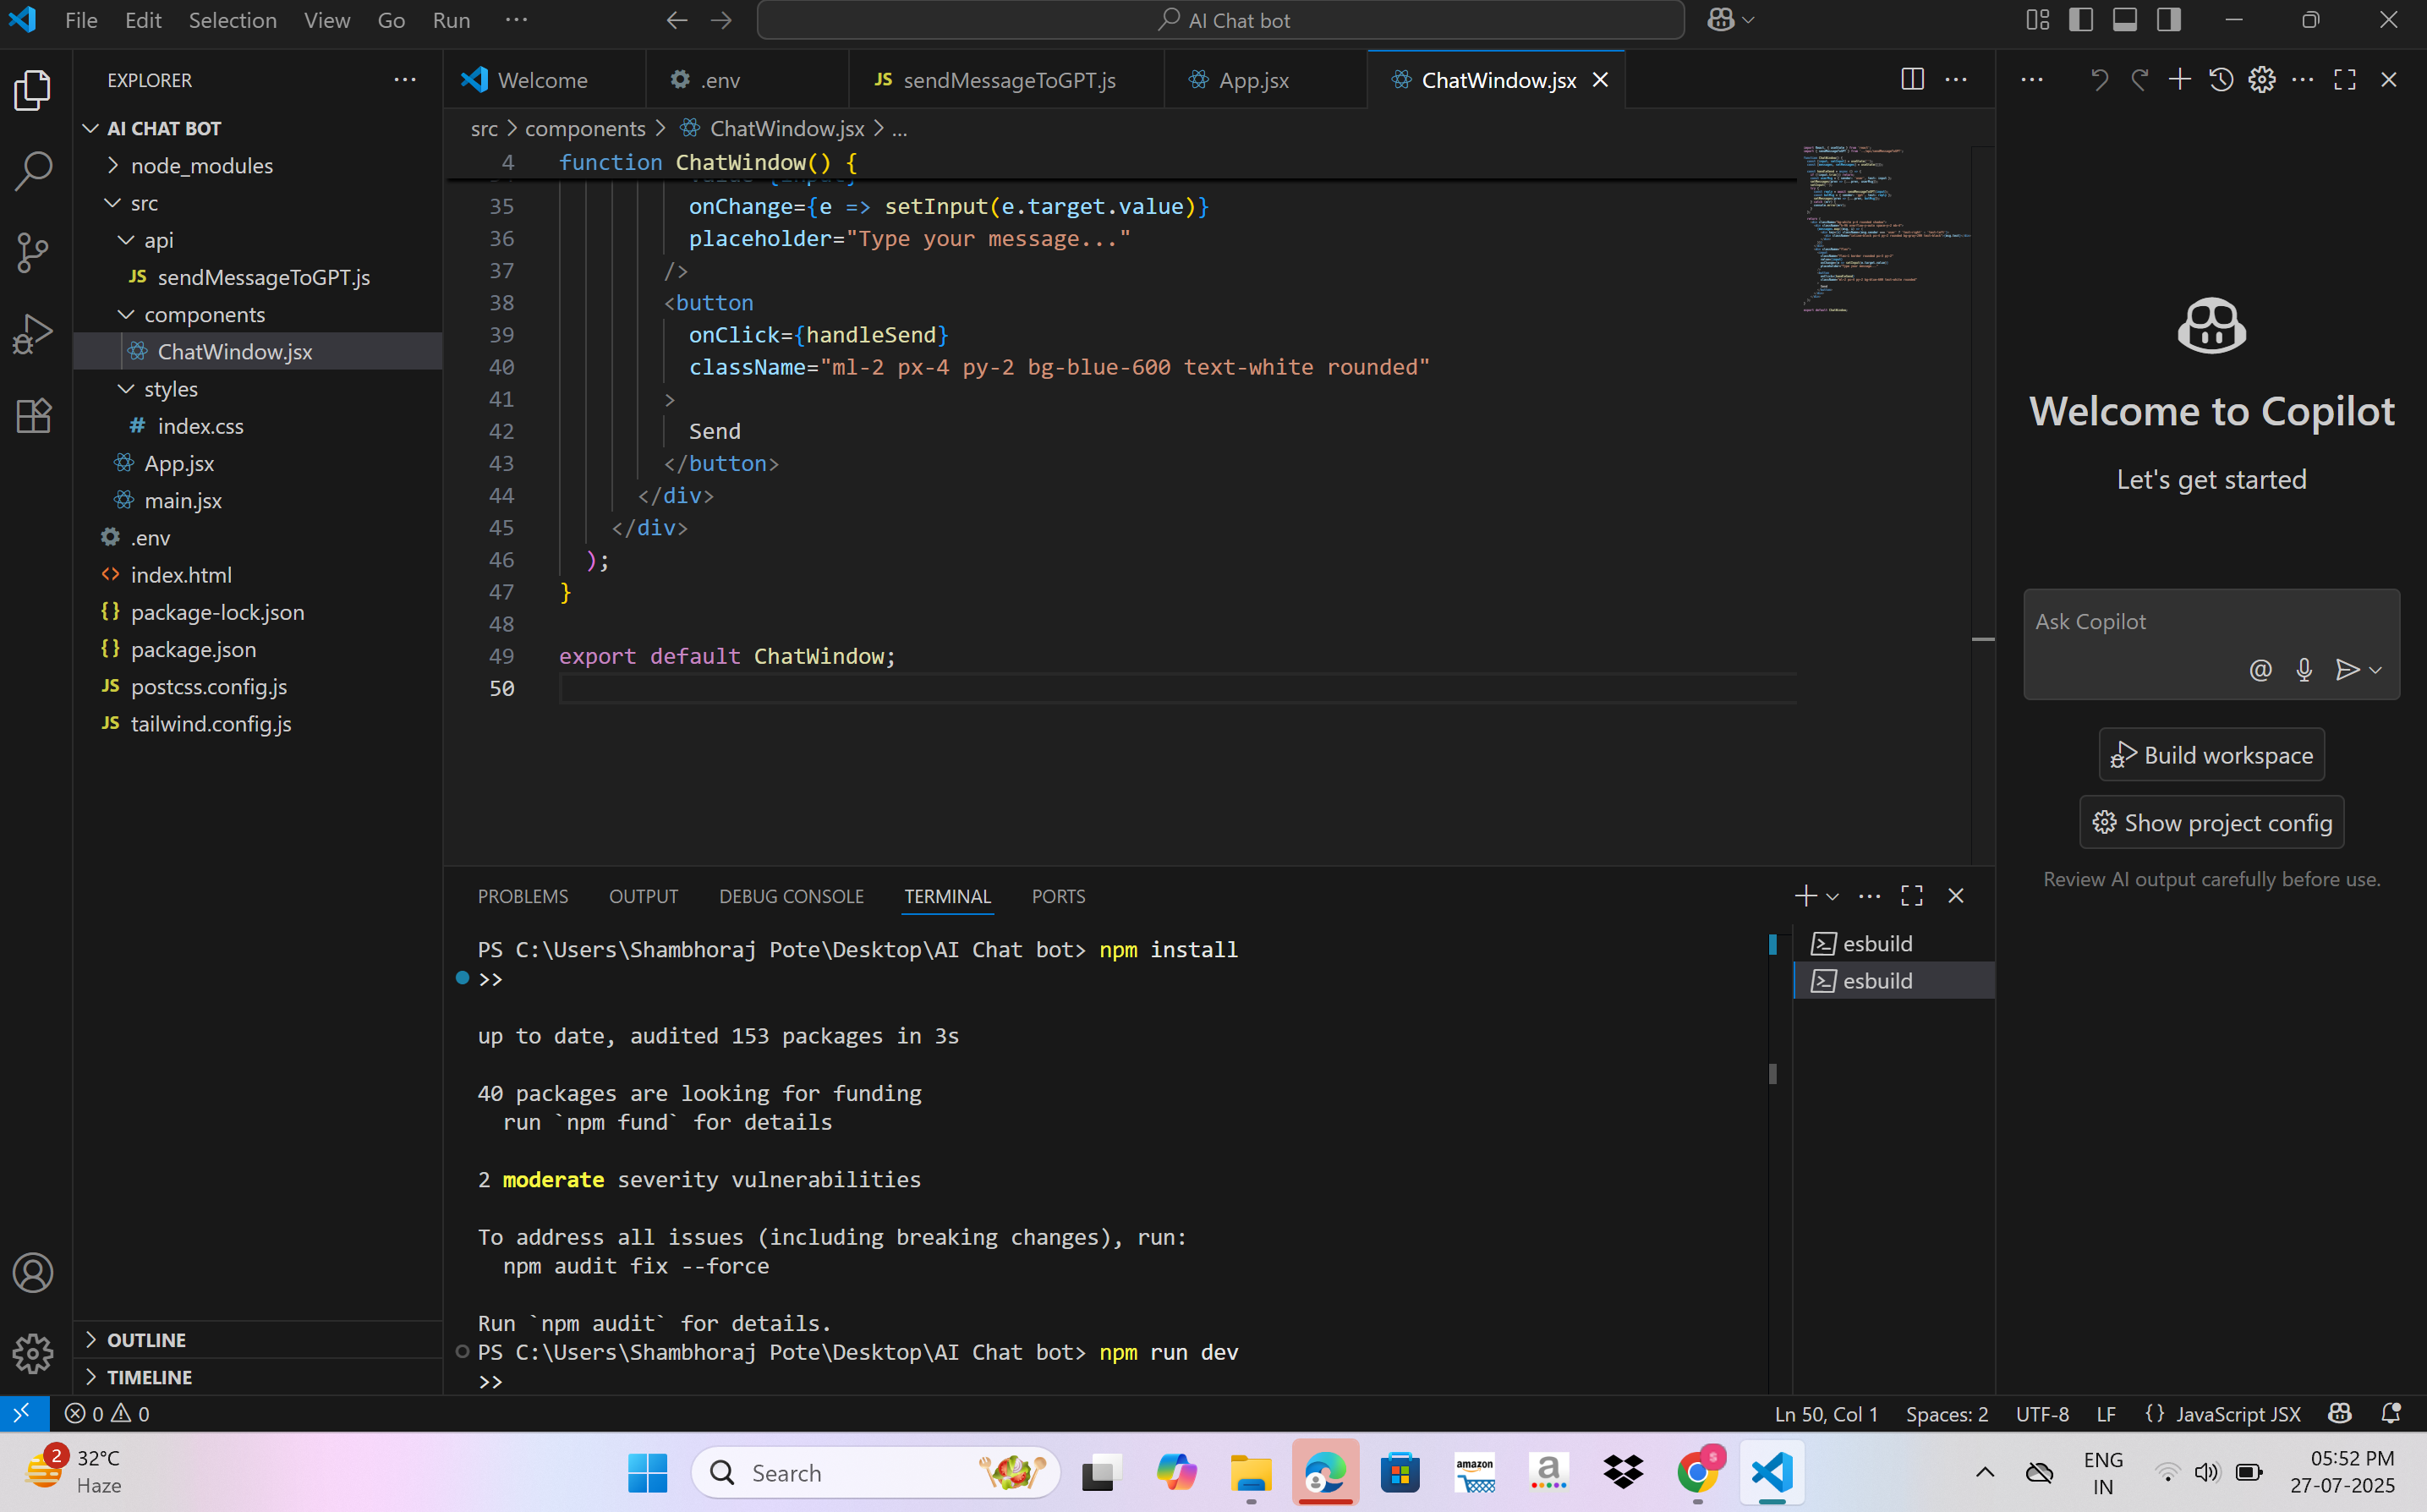 File Edit Selection View Go Run ···
AI Chat bot
EXPLORER
AI CHAT BOT
node_modules
src
api
JS sendMessageToGPT.js
components
ChatWindow.jsx
styles
# index.css
App.jsx
main.jsx
.env
<> index.html
{} package-lock.json
{} package.json
JS postcss.config.js
JS tailwind.config.js
OUTLINE
TIMELINE
Welcome
.env
JS sendMessageToGPT.js
App.jsx
ChatWindow.jsx
src > components > ChatWindow.jsx > ...
4 function ChatWindow() {
35 onChange={e => setInput(e.target.value)}
36 placeholder="Type your message..."
37 />
38 <button
39 onClick={handleSend}
40 className="ml-2 px-4 py-2 bg-blue-600 text-white rounded"
41 >
42 Send
43 </button>
44 </div>
45 </div>
46 );
47 }
48
49 export default ChatWindow;
50
PROBLEMS OUTPUT DEBUG CONSOLE TERMINAL PORTS
PS C:\Users\Shambhoraj Pote\Desktop\AI Chat bot> npm install
>>
up to date, audited 153 packages in 3s
40 packages are looking for funding
run `npm fund` for details
2 moderate severity vulnerabilities
To address all issues (including breaking changes), run:
npm audit fix --force
Run `npm audit` for details.
PS C:\Users\Shambhoraj Pote\Desktop\AI Chat bot> npm run dev
>>
esbuild
esbuild
Welcome to Copilot
Let's get started
Ask Copilot
Build workspace
Show project config
Review AI output carefully before use.
0 0
Ln 50, Col 1 Spaces: 2 UTF-8 LF {} JavaScript JSX
2
32°C
Haze
Search
amazon
a
S
ENG
IN
05:52 PM
27-07-2025